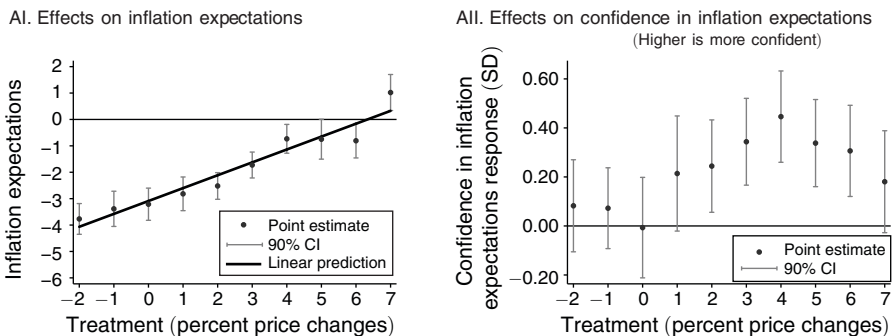 AI. Effects on inflation expectations
Inflation expectations
2
1
0
−1
−2
−3
−4
−5
−6
Point estimate
90% CI
Linear prediction
−2 −1 0 1 2 3 4 5 6 7
Treatment (percent price changes)
AII. Effects on confidence in inflation expectations
(Higher is more confident)
Confidence in inflation
expectations response (SD)
0.60
0.40
0.20
0.00
−0.20
Point estimate
90% CI
−2 −1 0 1 2 3 4 5 6 7
Treatment (percent price changes)